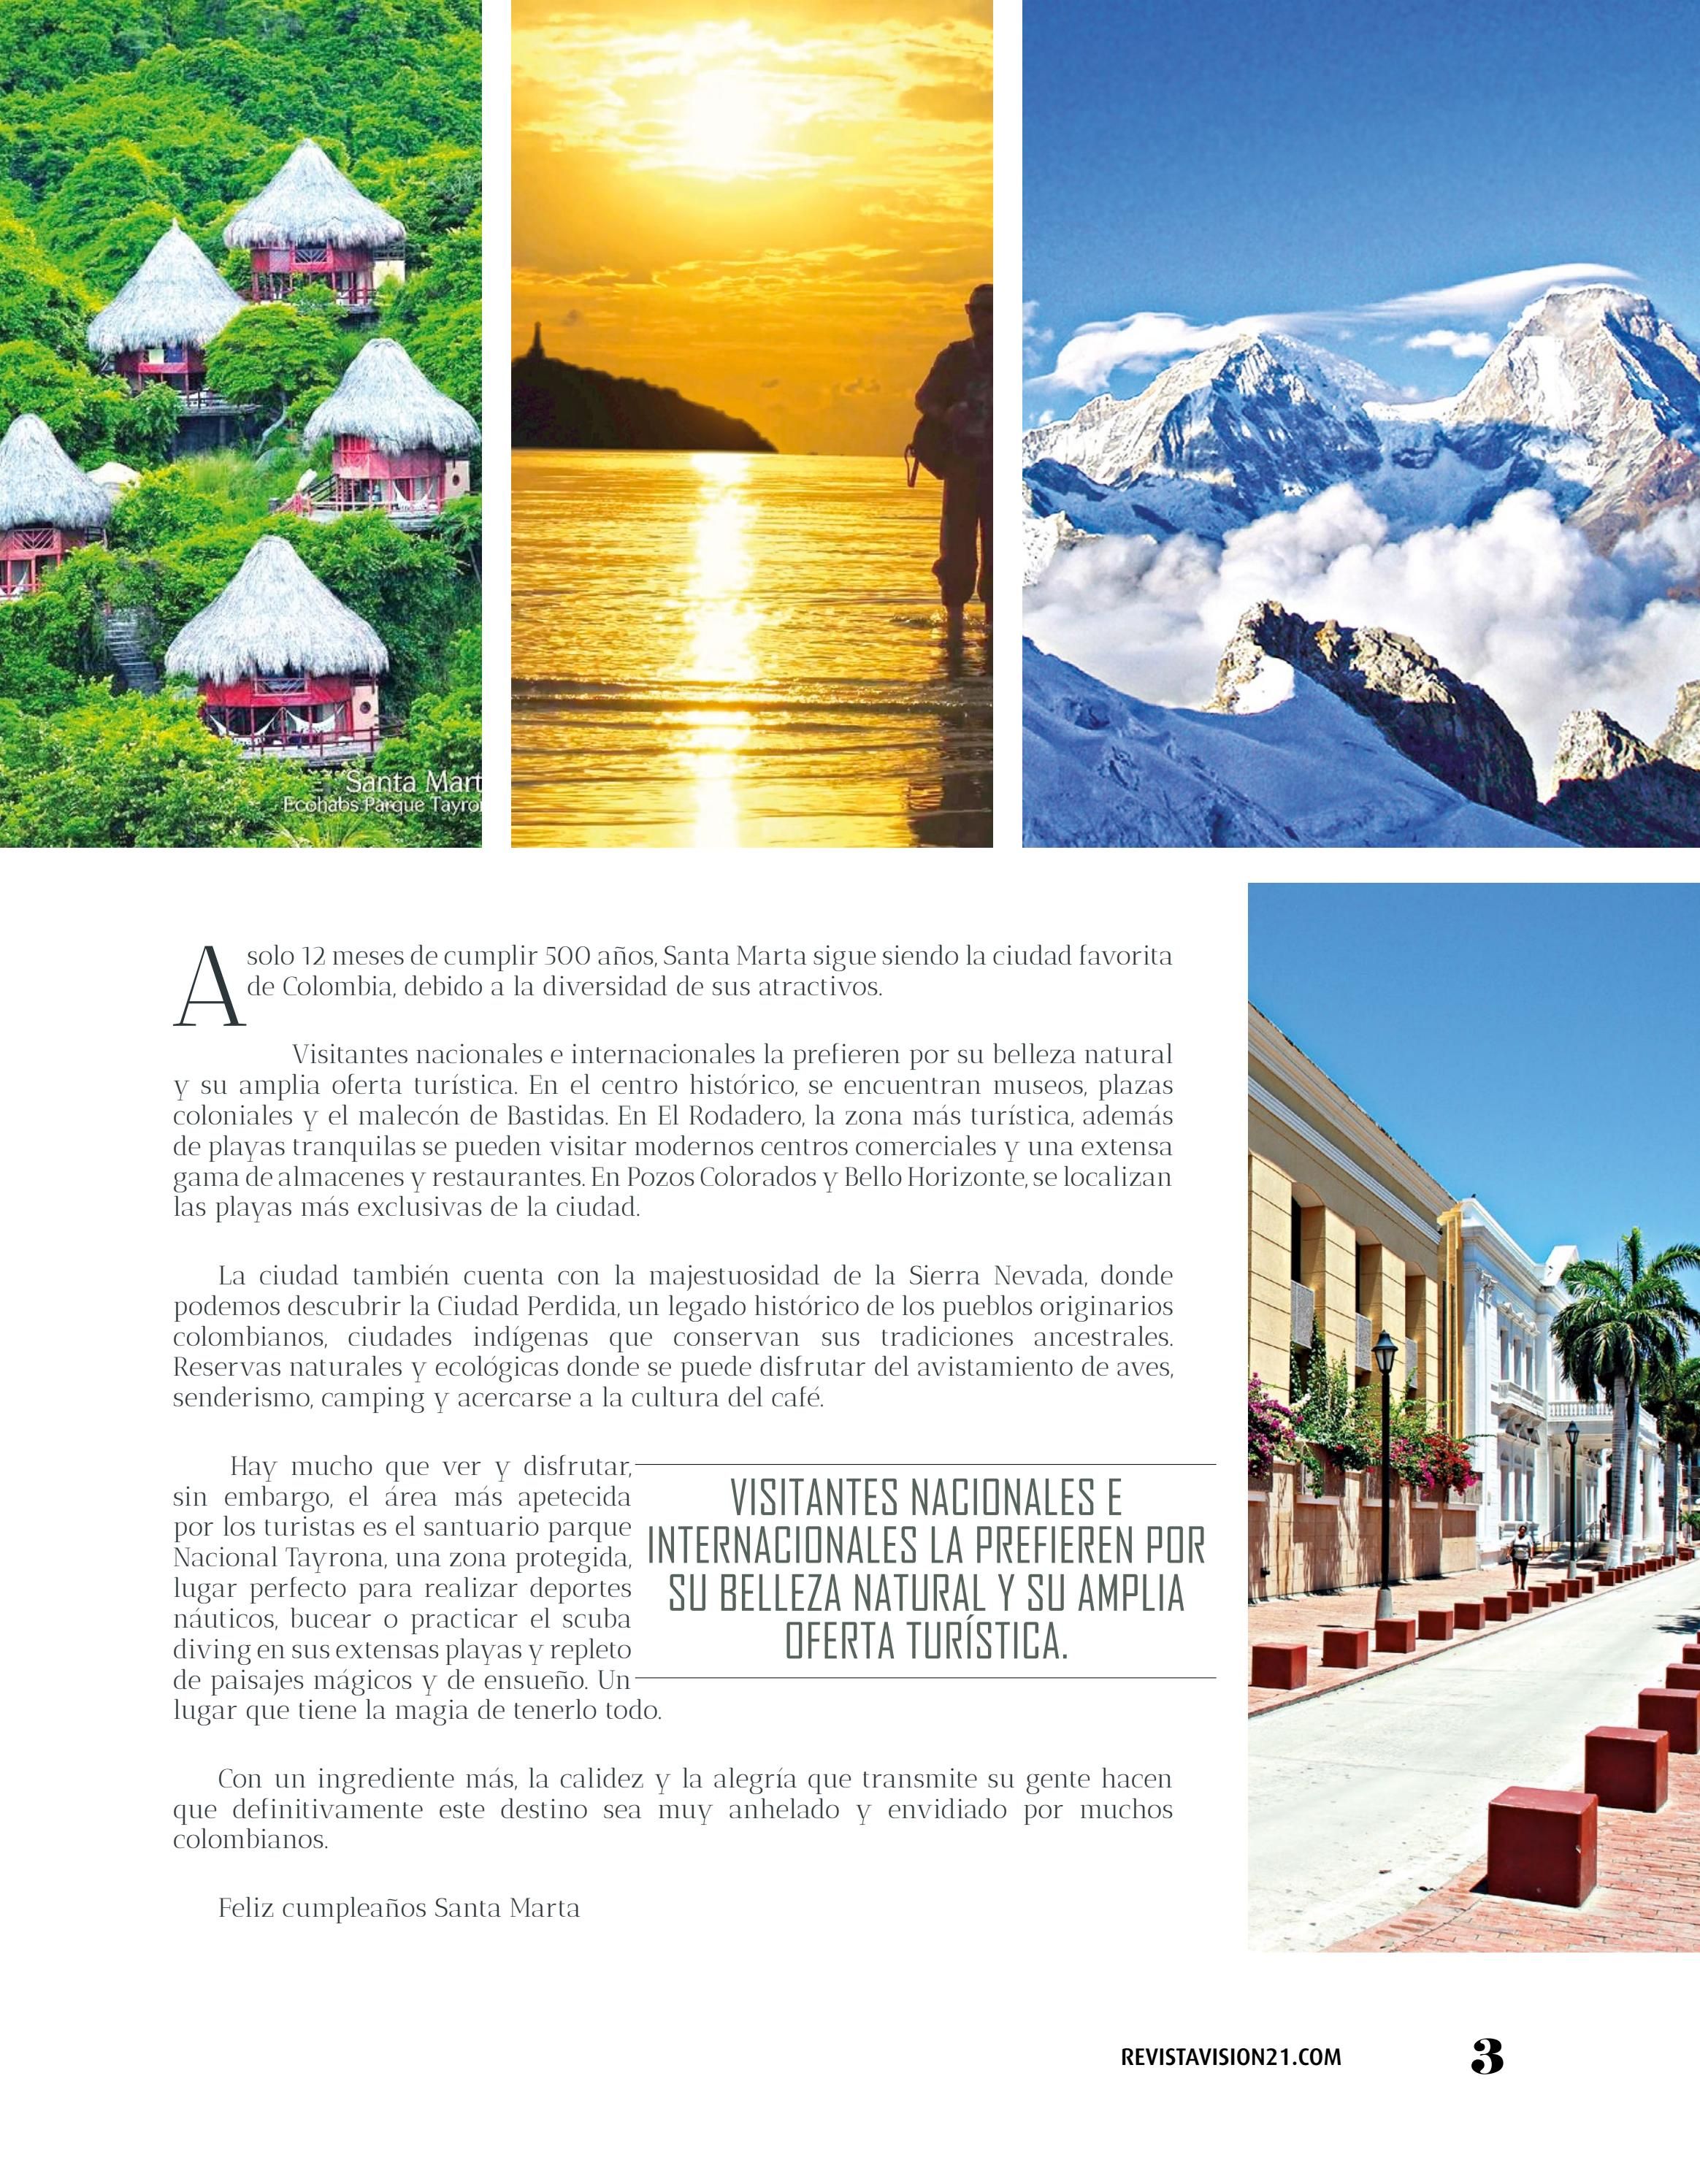 Santa Mart
Ecohabs Parque Tayro
A solo 12 meses de cumplir 500 años, Santa Marta sigue siendo la ciudad favorita
de Colombia, debido a la diversidad de sus atractivos.
Visitantes nacionales e internacionales la prefieren por su belleza natural
y su amplia oferta turística. En el centro histórico, se encuentran museos, plazas
coloniales y el malecón de Bastidas. En El Rodadero, la zona más turística, además
de playas tranquilas se pueden visitar modernos centros comerciales y una extensa
gama de almacenes y restaurantes. En Pozos Colorados y Bello Horizonte, se localizan
las playas más exclusivas de la ciudad.
La ciudad también cuenta con la majestuosidad de la Sierra Nevada, donde
podemos descubrir la Ciudad Perdida, un legado histórico de los pueblos originarios
colombianos, ciudades indígenas que conservan sus tradiciones ancestrales.
Reservas naturales y ecológicas donde se puede disfrutar del avistamiento de aves,
senderismo, camping y acercarse a la cultura del café.
Hay mucho que ver y disfrutar,
sin embargo, el área más apetecida
por los turistas es el santuario parque
Nacional Tayrona, una zona protegida,
lugar perfecto para realizar deportes
náuticos, bucear o practicar el scuba
diving en sus extensas playas y repleto
de paisajes mágicos y de ensueño. Un
lugar que tiene la magia de tenerlo todo.
VISITANTES NACIONALES E
INTERNACIONALES LA PREFIEREN POR
SU BELLEZA NATURAL Y SU AMPLIA
OFERTA TURÍSTICA.
Con un ingrediente más, la calidez y la alegría que transmite su gente hacen
que definitivamente este destino sea muy anhelado y envidiado por muchos
colombianos.
Feliz cumpleaños Santa Marta
REVISTAVISION21.COM
3